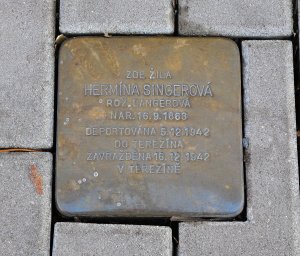 ZDE ŽILA
HERMÍNA SINGEROVÁ
ROZ. LANGEROVÁ
NAR. 16.9.1863
DEPORTOVÁNA 5.12.1942
DO TEREZÍNA
ZAVRAŽDĚNA 16.12.1942
V TEREZÍNĚ